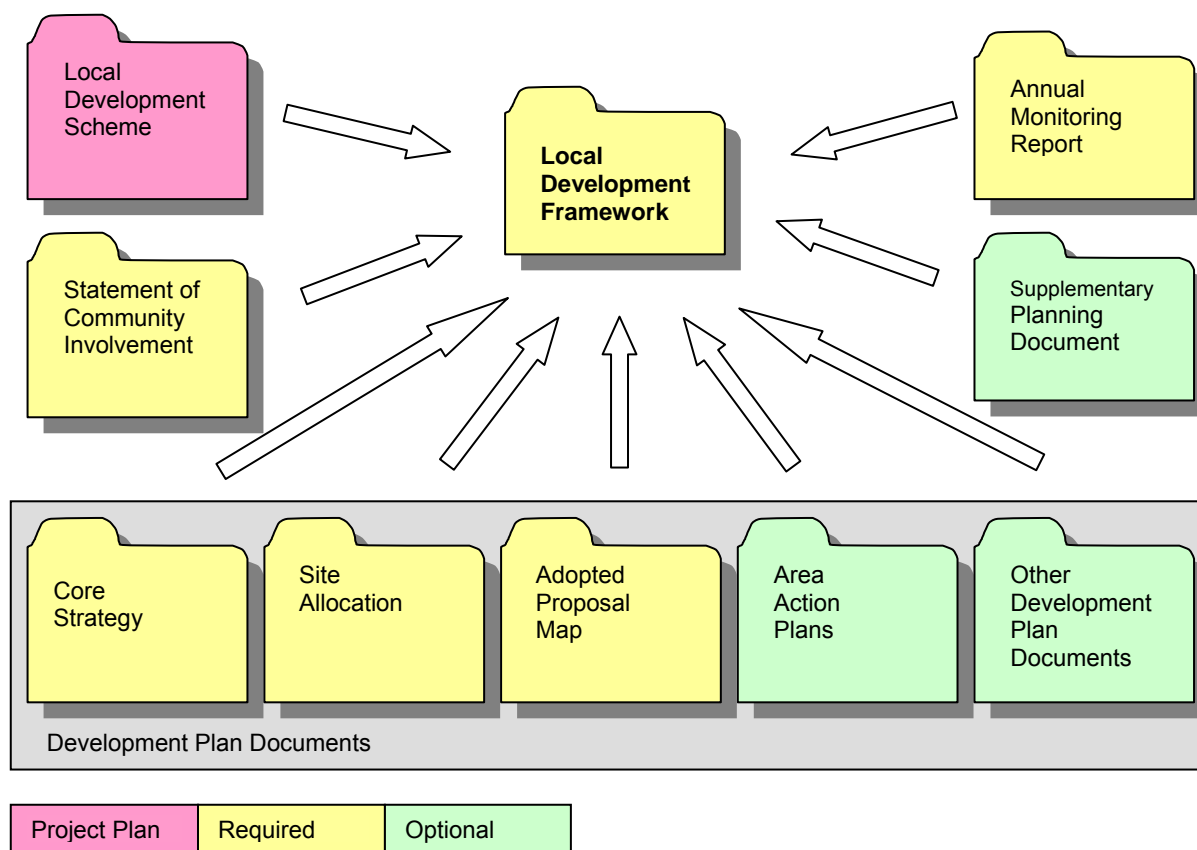 Local
Development
Scheme
Local
Development
Framework
Annual
Monitoring
Report
Statement of
Community
Involvement
Supplementary
Planning
Document
Core
Strategy
Site
Allocation
Adopted
Proposal
Map
Area
Action
Plans
Other
Development
Plan
Documents
Development Plan Documents
Project Plan
Required
Optional